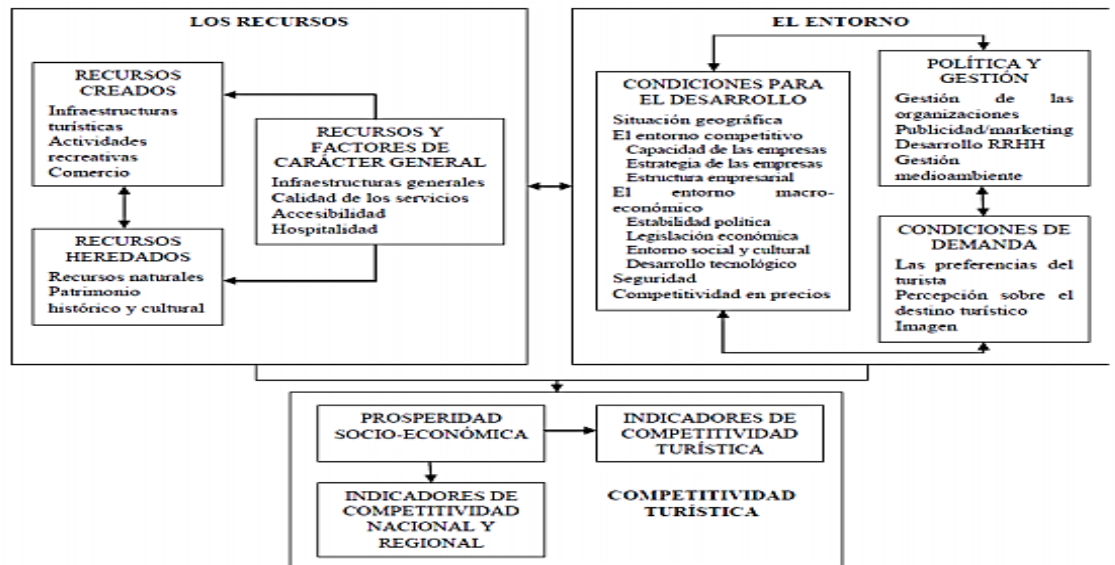 LOS RECURSOS
RECURSOS
CREADOS
Infraestructuras
turísticas
Actividades
recreativas
Comercio
RECURSOS Y
FACTORES DE
CARÁCTER GENERAL
Infraestructuras generales
Calidad de los servicios
Accesibilidad
Hospitalidad
RECURSOS
HEREDADOS
Recursos naturales
Patrimonio
histórico y cultural
EL ENTORNO
CONDICIONES PARA
EL DESARROLLO
Situación geográfica
El entorno competitivo
Capacidad de las empresas
Estrategia de las empresas
Estructura empresarial
El entorno macro-
económico
Estabilidad política
Legislación económica
Entorno social y cultural
Desarrollo tecnológico
Seguridad
Competitividad en precios
POLÍTICA Y
GESTIÓN
Gestión de las
organizaciones
Publicidad/marketing
Desarrollo RRHH
Gestión
medioambiente
CONDICIONES DE
DEMANDA
Las preferencias del
turista
Percepción sobre el
destino turístico
Imagen
PROSPERIDAD
SOCIO-ECONÓMICA
INDICADORES DE
COMPETITIVIDAD
TURÍSTICA
INDICADORES DE
COMPETITIVIDAD
NACIONAL Y
REGIONAL
COMPETITIVIDAD
TURÍSTICA